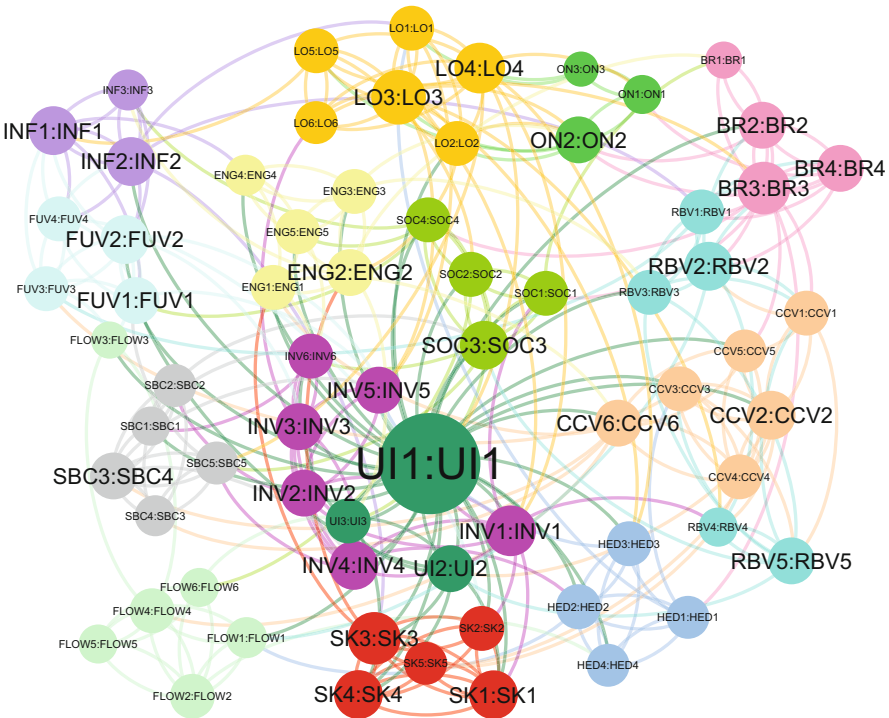 LO1:LO1
LO5:LO5
LO4:LO4
ON3:ON3
BR1:BR1
INF3:INF3
LO3:LO3
ON1:ON1
INF1:INF1
LO6:LO6
BR2:BR2
LO2:LO2
ON2:ON2
INF2:INF2
BR4:BR4
ENG4:ENG4
ENG3:ENG3
BR3:BR3
FUV4:FUV4
SOC4:SOC4
RBV1:RBV1
ENG5:ENG5
FUV2:FUV2
RBV2:RBV2
ENG2:ENG2
SOC2:SOC2
FUV3:FUV3
ENG1:ENG1
SOC1:SOC1
RBV3:RBV3
FUV1:FUV1
CCV1:CCV1
FLOW3:FLOW3
SOC3:SOC3
CCV5:CCV5
INV6:INV6
SBC2:SBC2
INV5:INV5
CCV3:CCV3
CCV2:CCV2
CCV6:CCV6
SBC1:SBC1
INV3:INV3
UI1:UI1
SBC5:SBC5
SBC3:SBC4
CCV4:CCV4
INV2:INV2
SBC4:SBC3
UI3:UI3
RBV4:RBV4
INV1:INV1
HED3:HED3
RBV5:RBV5
INV4:INV4
UI2:UI2
FLOW6:FLOW6
HED2:HED2
FLOW4:FLOW4
HED1:HED1
SK2:SK2
FLOW1:FLOW1
SK3:SK3
FLOW5:FLOW5
SK5:SK5
HED4:HED4
FLOW2:FLOW2
SK4:SK4
SK1:SK1